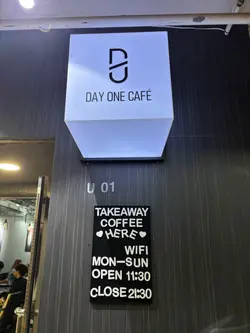 DAY ONE CAFÉ
U 01
TAKEAWAY
COFFEE
HERE
WIFI
MON-SUN
OPEN 11:30
CLOSE 21:30